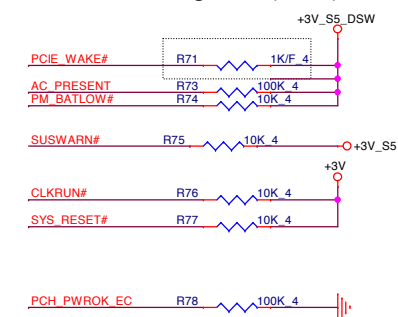 +3V_S5_DSW
PCIE_WAKE# R71 1K/F_4
AC_PRESENT R73 100K_4
PM_BATLOW# R74 10K_4
SUSWARN# R75 10K_4 +3V_S5
+3V
CLKRUN# R76 10K_4
SYS_RESET# R77 10K_4
PCH_PWROK_EC R78 100K_4